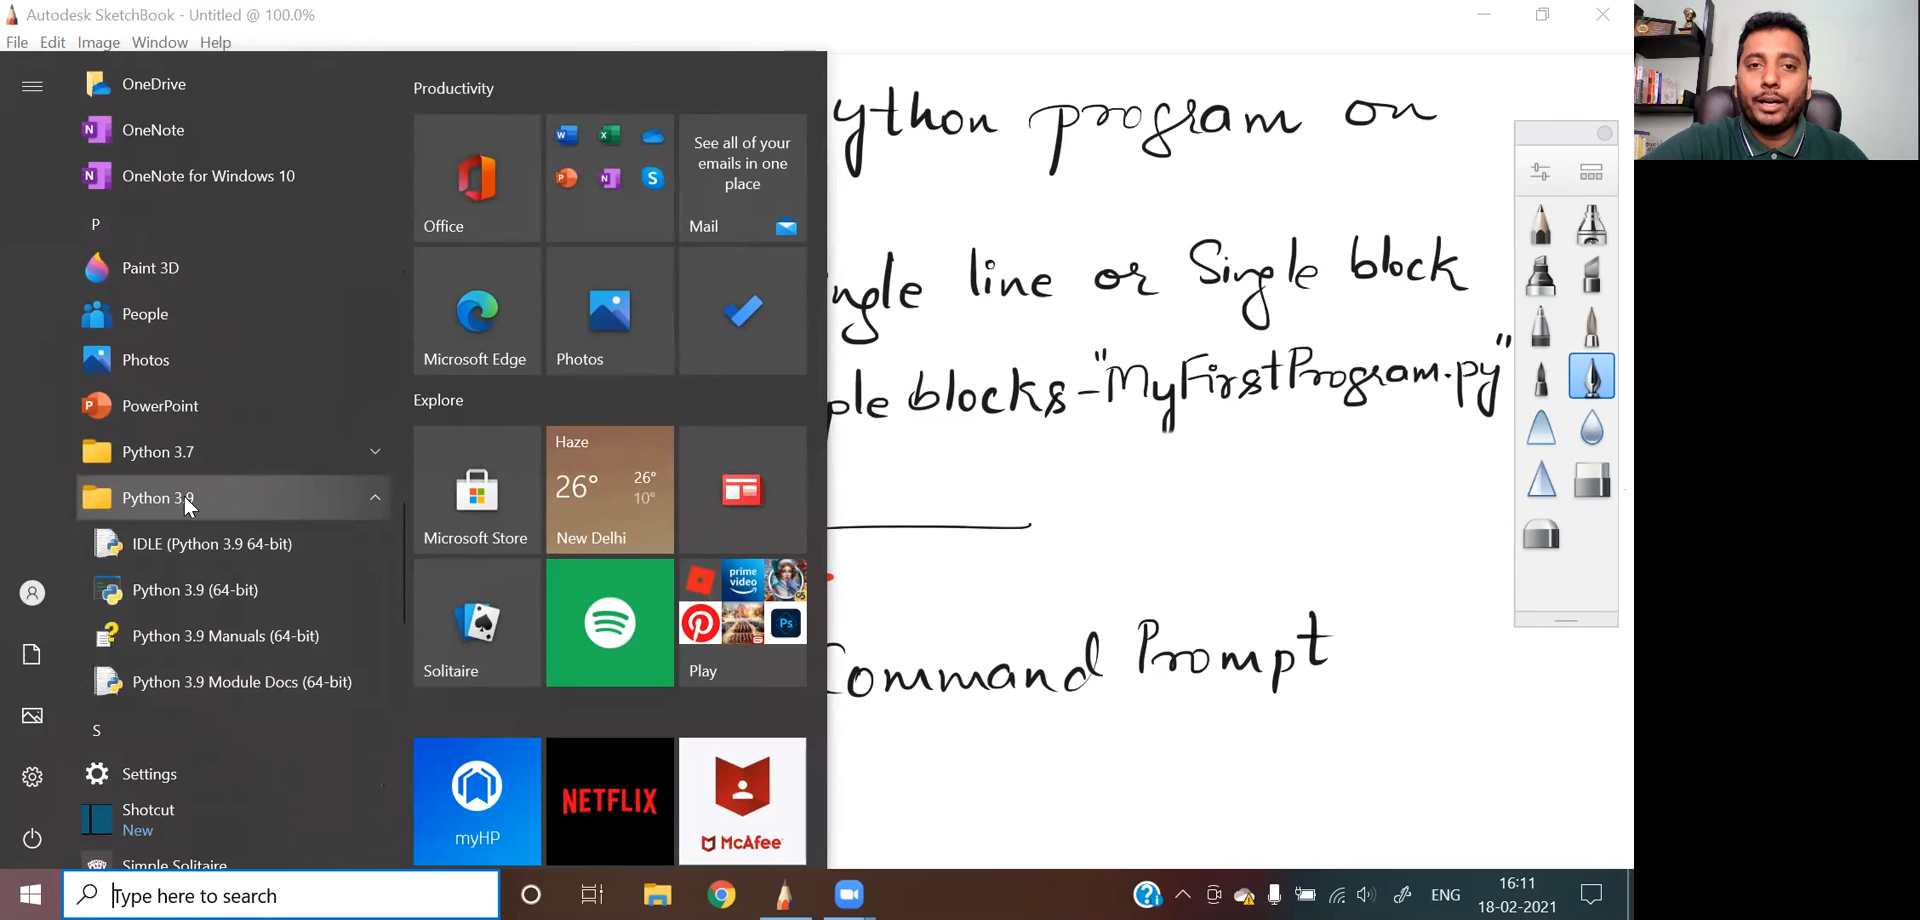 Autodesk SketchBook - Untitled @ 100.0%
File Edit Image Window Help
OneDrive
OneNote
OneNote for Windows 10
P
Paint 3D
People
Photos
PowerPoint
Python 3.7
Python 3.9
IDLE (Python 3.9 64-bit)
Python 3.9 (64-bit)
Python 3.9 Manuals (64-bit)
Python 3.9 Module Docs (64-bit)
S
Settings
Shotcut
New
Simple Solitaire
Productivity
Office
See all of your
emails in one
place
Mail
Microsoft Edge
Photos
Explore
Microsoft Store
Haze
26°
26°
10°
New Delhi
Solitaire
prime
video
Ps
Play
myHP
NETFLIX
McAfee
ython program on
ngle line or Single block
ple blocks - "MyFirstProgram.py"
Command Prompt
Type here to search
ENG
16:11
18-02-2021